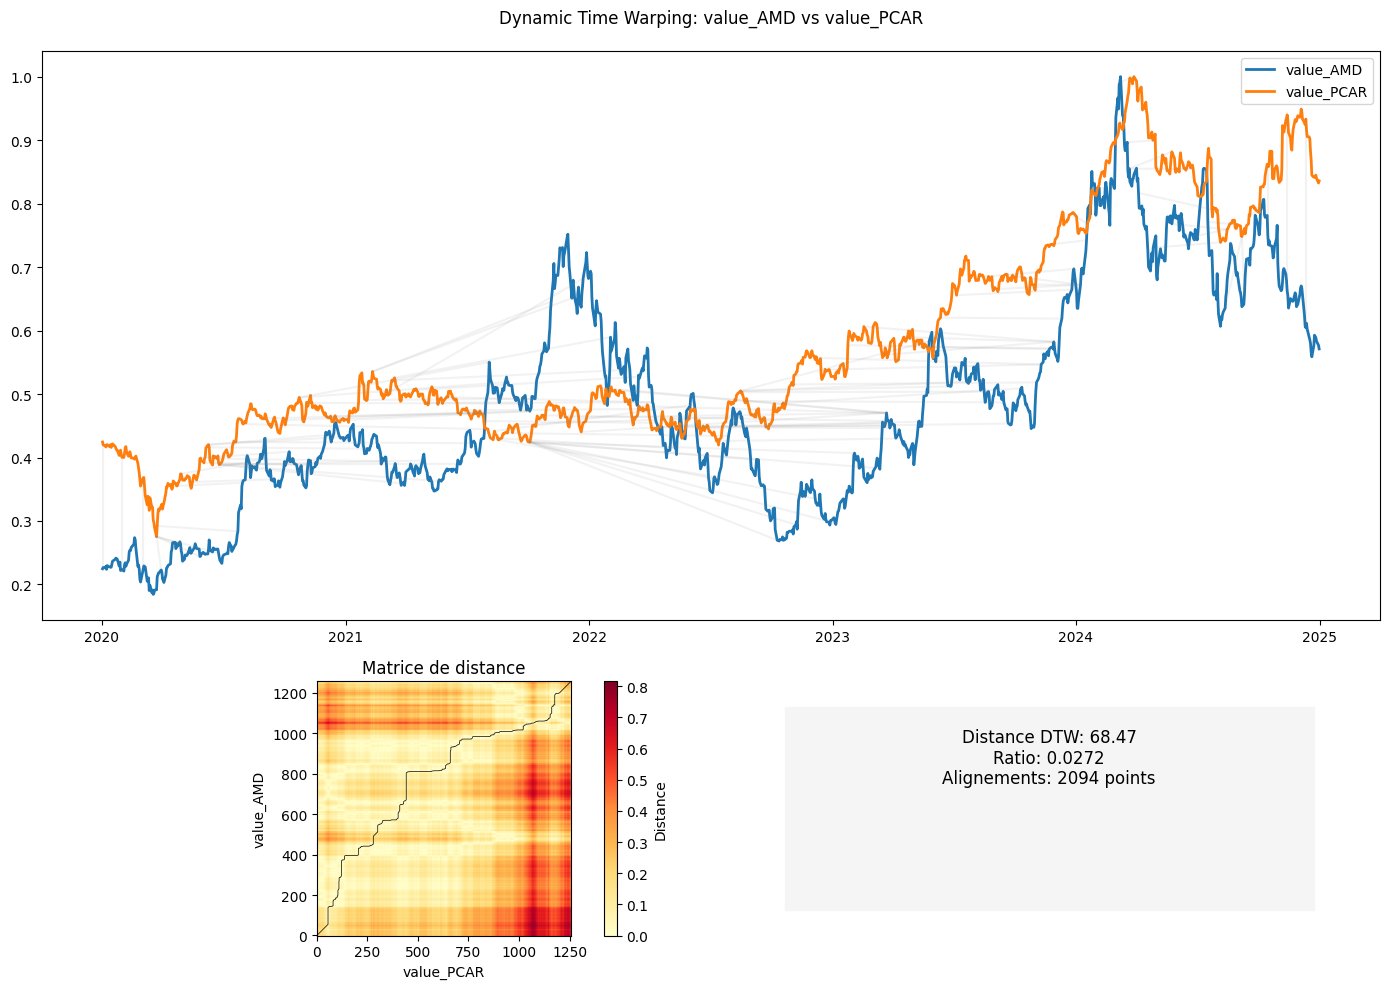 Dynamic Time Warping: value_AMD vs value_PCAR
value_AMD
value_PCAR
1.0
0.9
0.8
0.7
0.6
0.5
0.4
0.3
0.2
2020 2021 2022 2023 2024 2025
Matrice de distance
value_AMD
1200
1000
800
600
400
200
0
0 250 500 750 1000 1250
value_PCAR
0.8
0.7
0.6
0.5
0.4
0.3
0.2
0.1
0.0
Distance
Distance DTW: 68.47
Ratio: 0.0272
Alignements: 2094 points